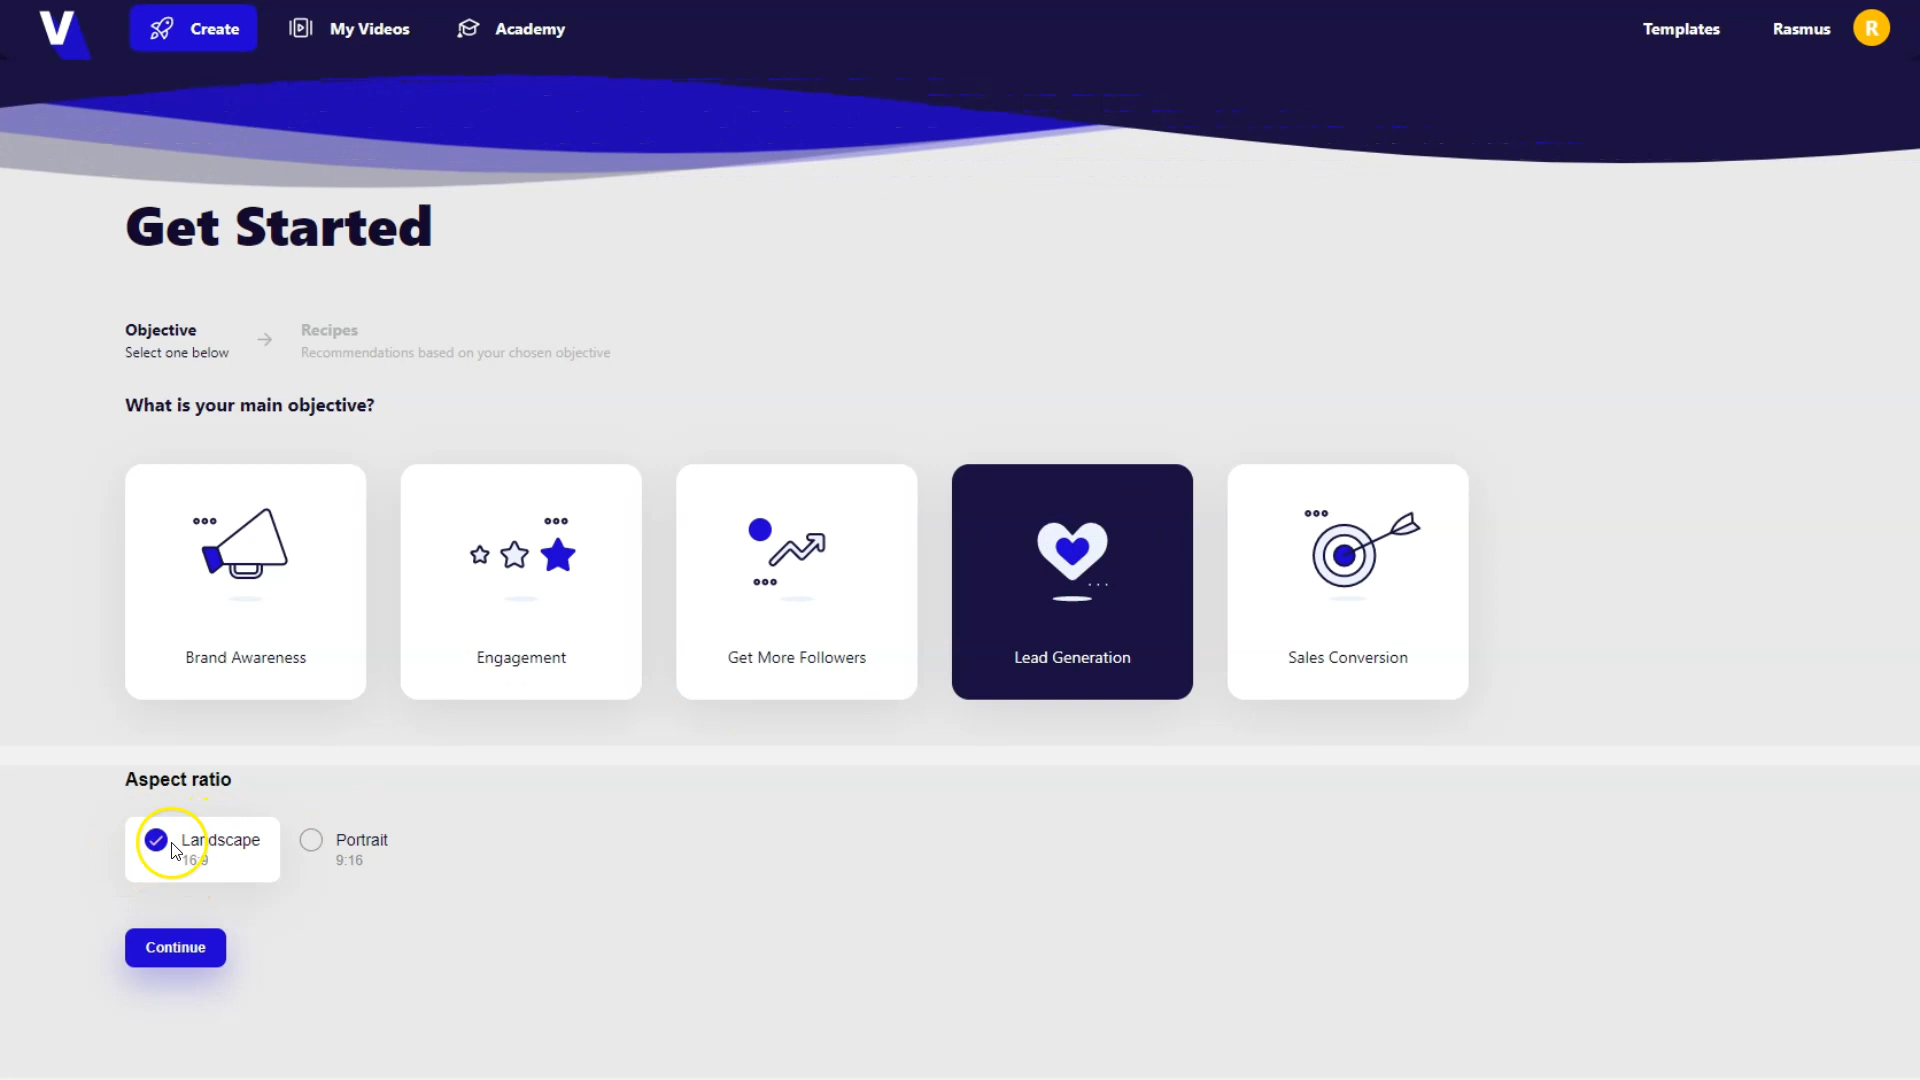 V
Create
My Videos
Academy
Templates
Rasmus
R
Get Started
Objective
Select one below
Recipes
Recommendations based on your chosen objective
What is your main objective?
Brand Awareness
Engagement
Get More Followers
Lead Generation
Sales Conversion
Aspect ratio
Landscape
16:9
Portrait
9:16
Continue